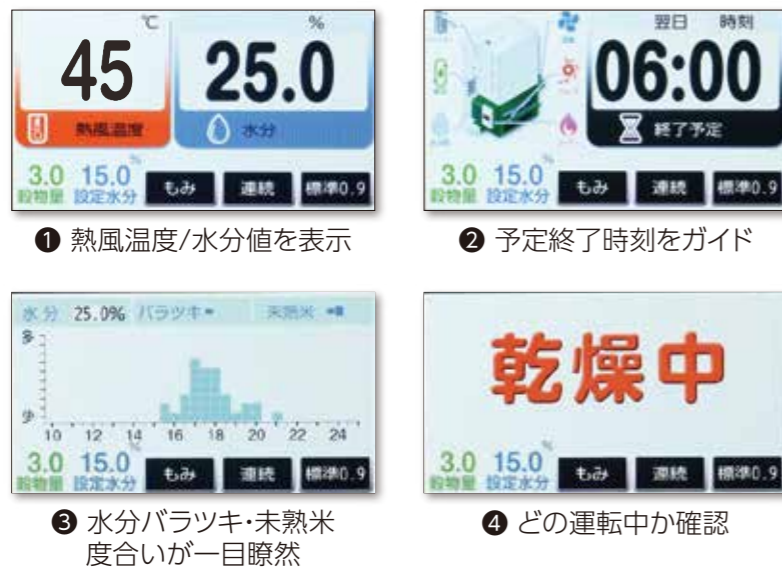 ℃ %
45 25.0
熱風温度 水分
3.0 15.0% もみ 連続 標準0.9
穀物量 設定水分
❶ 熱風温度/水分値を表示
翌日 時刻
06:00
終了予定
3.0 15.0% もみ 連続 標準0.9
穀物量 設定水分
❷ 予定終了時刻をガイド
水分 25.0% バラツキ 未熟米
多
少
10 12 14 16 18 20 22 24
%
3.0 15.0 もみ 連続 標準0.9
穀物量 設定水分
❸ 水分バラツキ・未熟米
度合いが一目瞭然
乾燥中
3.0 15.0% もみ 連続 標準0.9
穀物量 設定水分
❹ どの運転中か確認